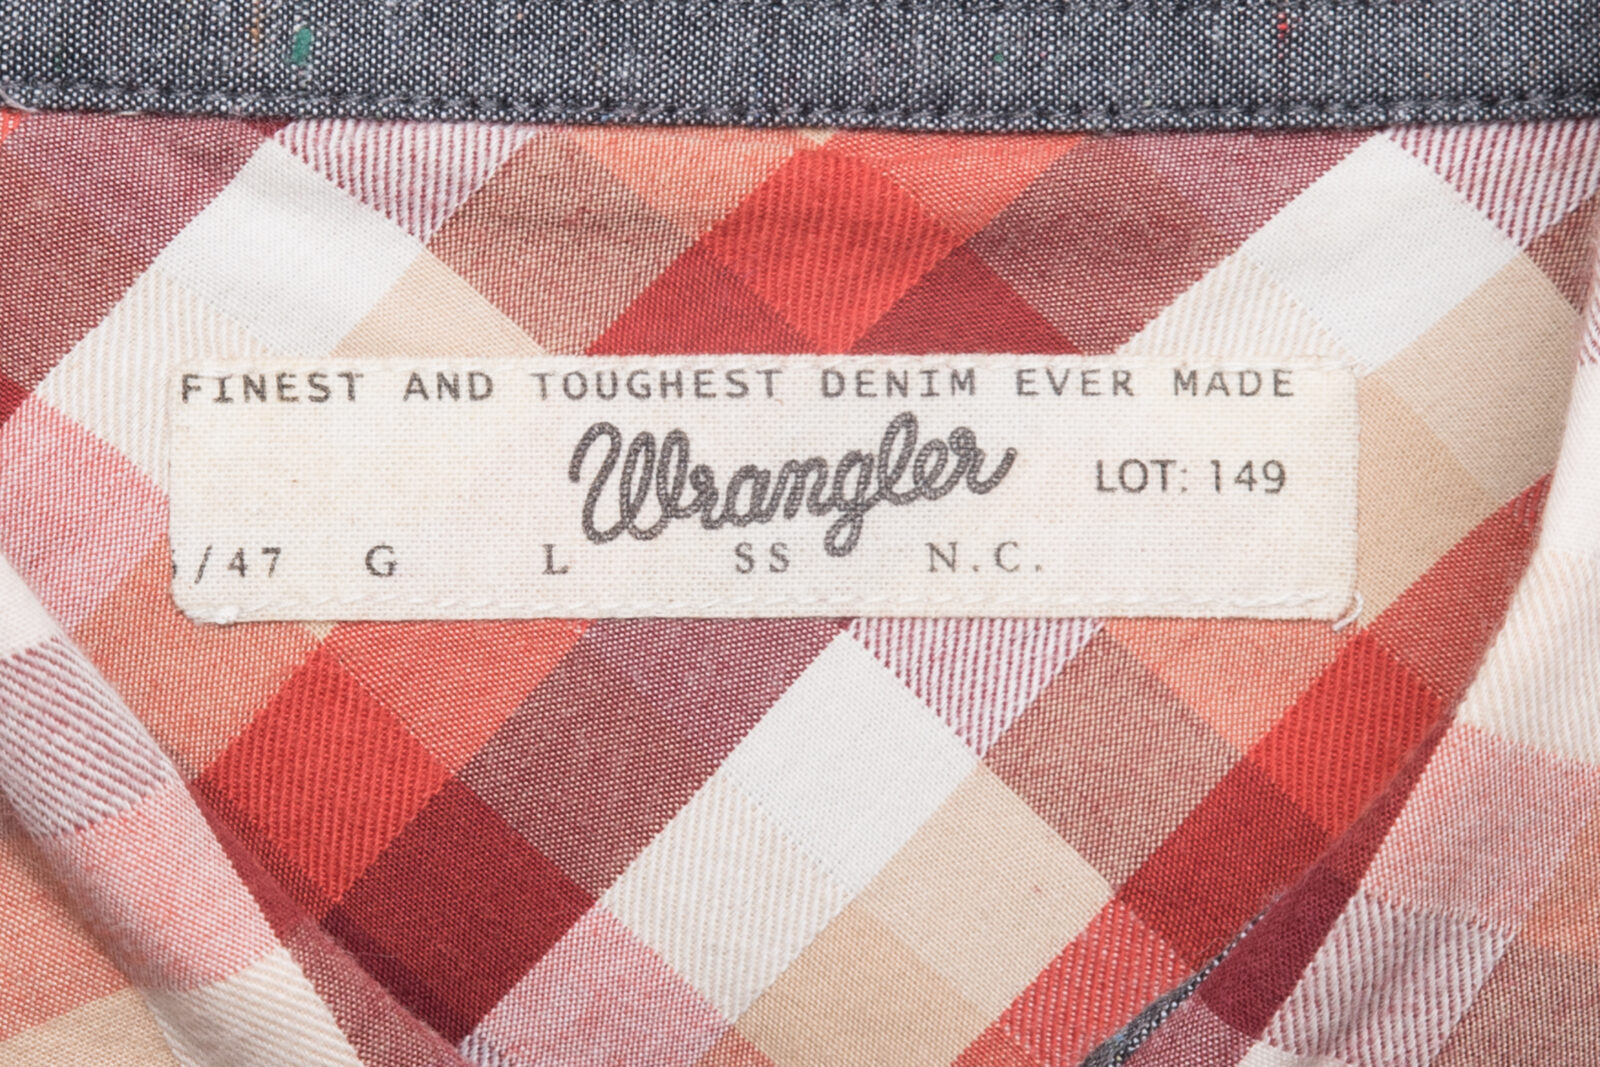 FINEST AND TOUGHEST DENIM EVER MADE
Wrangler
LOT: 149
/47 G L SS N.C.